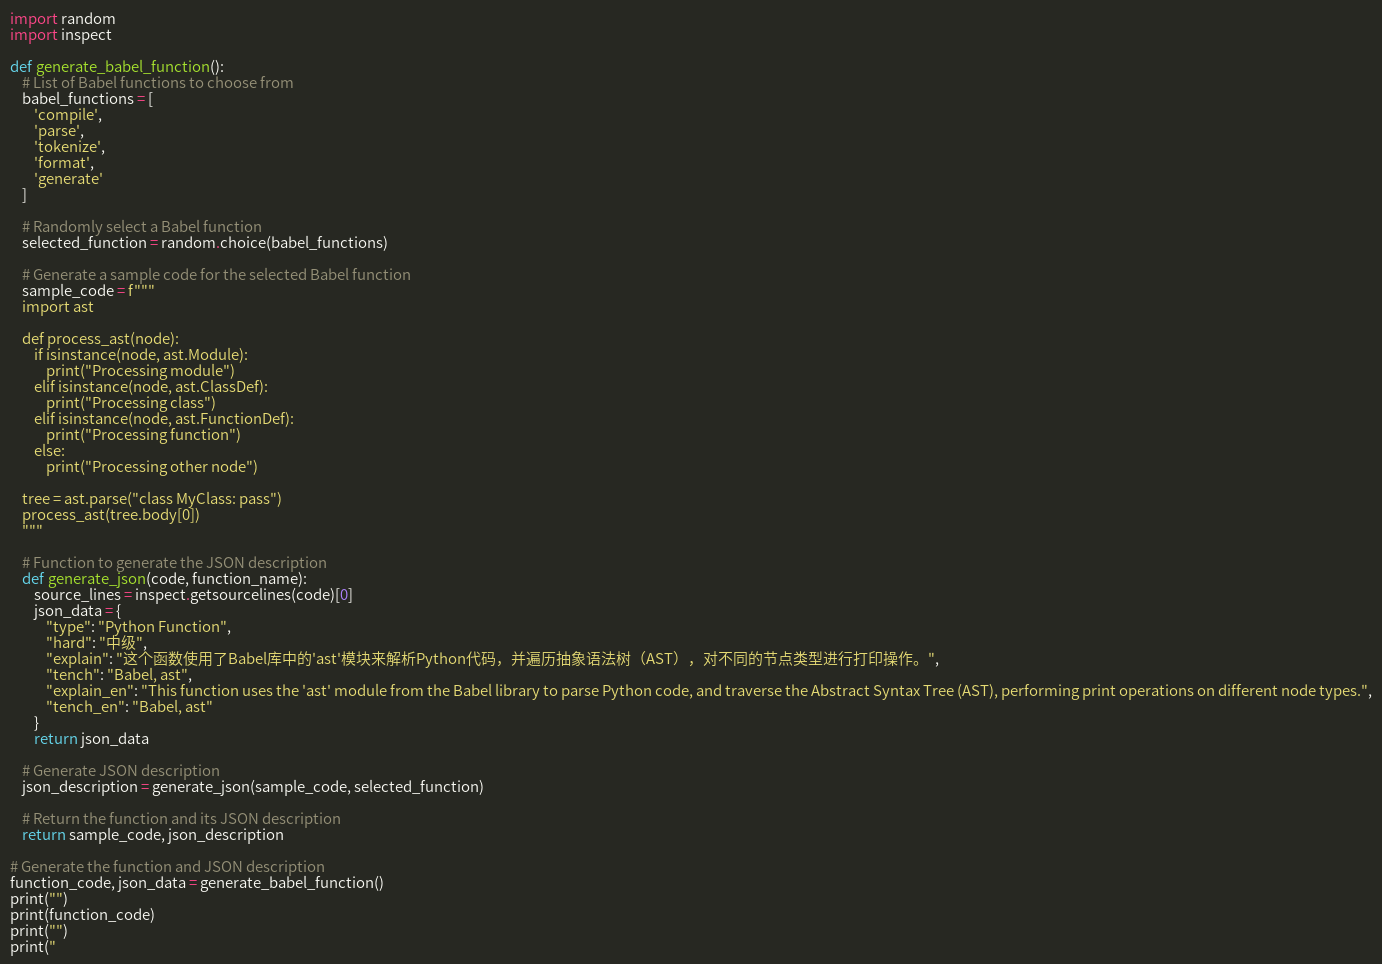 import random
import inspect

def generate_babel_function():
    # List of Babel functions to choose from
    babel_functions = [
        'compile',
        'parse',
        'tokenize',
        'format',
        'generate'
    ]

    # Randomly select a Babel function
    selected_function = random.choice(babel_functions)

    # Generate a sample code for the selected Babel function
    sample_code = f"""
    import ast

    def process_ast(node):
        if isinstance(node, ast.Module):
            print("Processing module")
        elif isinstance(node, ast.ClassDef):
            print("Processing class")
        elif isinstance(node, ast.FunctionDef):
            print("Processing function")
        else:
            print("Processing other node")

    tree = ast.parse("class MyClass: pass")
    process_ast(tree.body[0])
    """

    # Function to generate the JSON description
    def generate_json(code, function_name):
        source_lines = inspect.getsourcelines(code)[0]
        json_data = {
            "type": "Python Function",
            "hard": "中级",
            "explain": "这个函数使用了Babel库中的'ast'模块来解析Python代码，并遍历抽象语法树（AST），对不同的节点类型进行打印操作。",
            "tench": "Babel, ast",
            "explain_en": "This function uses the 'ast' module from the Babel library to parse Python code, and traverse the Abstract Syntax Tree (AST), performing print operations on different node types.",
            "tench_en": "Babel, ast"
        }
        return json_data

    # Generate JSON description
    json_description = generate_json(sample_code, selected_function)

    # Return the function and its JSON description
    return sample_code, json_description

# Generate the function and JSON description
function_code, json_data = generate_babel_function()
print("")
print(function_code)
print("")
print("